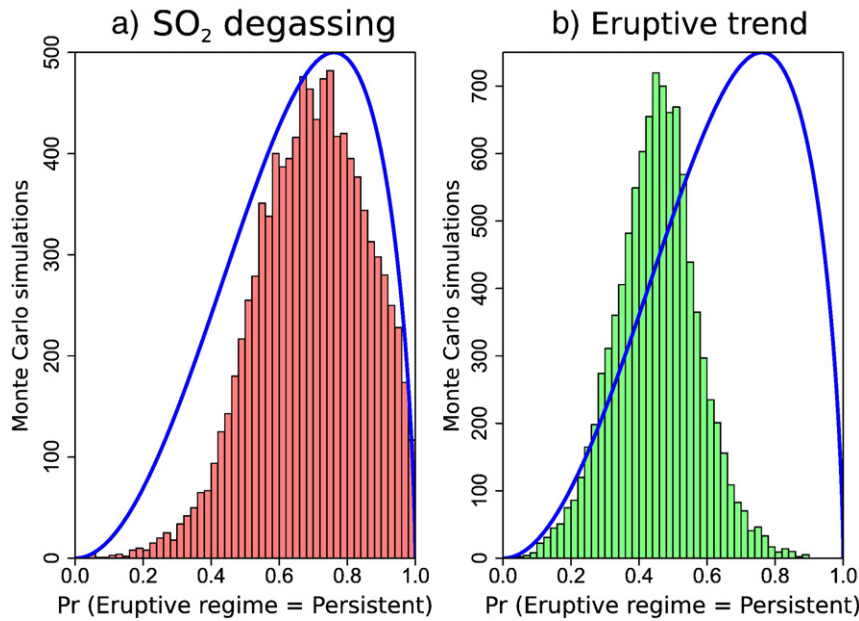 a) SO₂ degassing
500
400
300
200
100
0
Monte Carlo simulations
0.0 0.2 0.4 0.6 0.8 1.0
Pr (Eruptive regime = Persistent)
b) Eruptive trend
700
600
500
400
300
200
100
0
Monte Carlo simulations
0.0 0.2 0.4 0.6 0.8 1.0
Pr (Eruptive regime = Persistent)